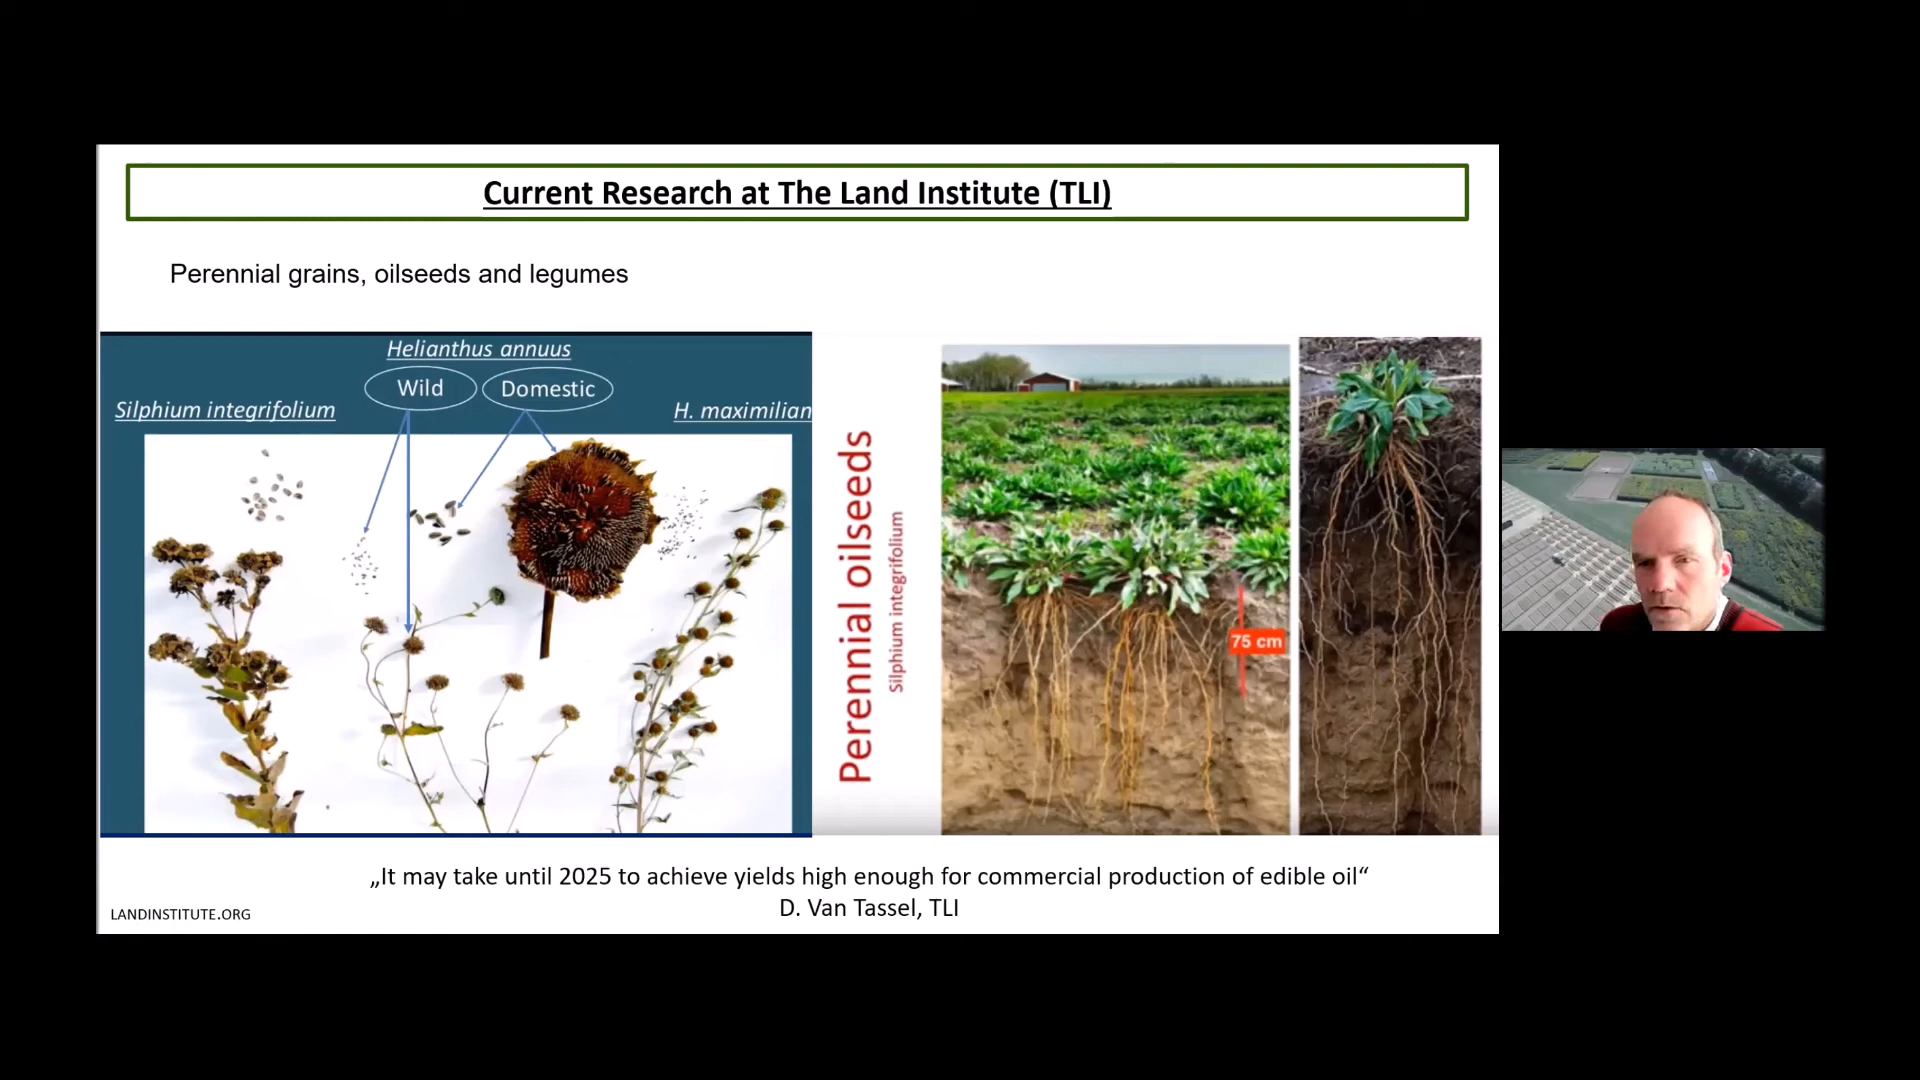 Current Research at The Land Institute (TLI)
Perennial grains, oilseeds and legumes
Helianthus annuus
Wild
Domestic
Silphium integrifolium
H. maximilian
Perennial oilseeds
Silphium integrifolium
75 cm
„It may take until 2025 to achieve yields high enough for commercial production of edible oil“
D. Van Tassel, TLI
LANDINSTITUTE.ORG